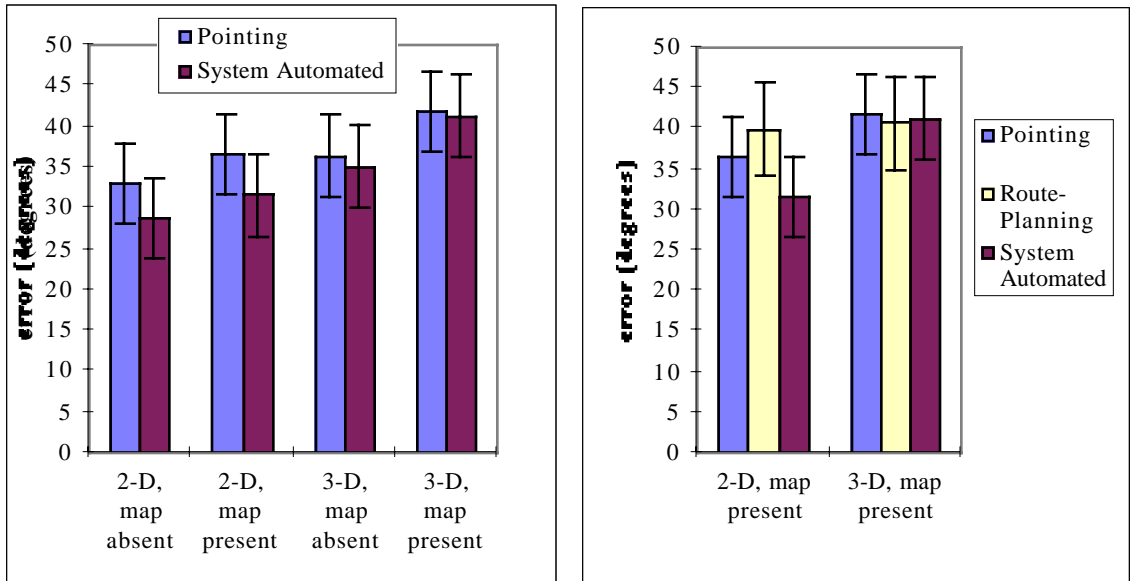 Pointing
System Automated
50
45
40
35
30
25
20
15
10
5
0
error (degrees)
2-D,
map
absent
2-D,
map
present
3-D,
map
absent
3-D,
map
present
50
45
40
35
30
25
20
15
10
5
0
error (degrees)
2-D, map
present
3-D, map
present
Pointing
Route-
Planning
System
Automated